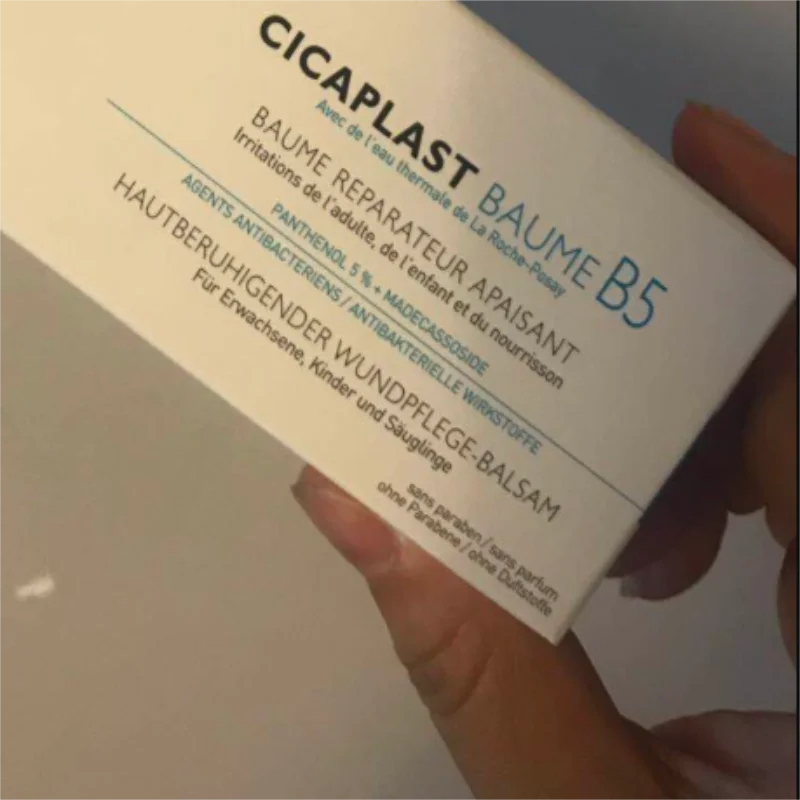 CICAPLAST BAUME B5
Avec de l'eau thermale de La Roche-Posay
BAUME REPARATEUR APAISANT
Irritations de l'adulte, de l'enfant et du nourrisson
PANTHENOL 5 % + MADECASSOSIDE
AGENTS ANTIBACTERIENS / ANTIBAKTERIELLE WIRKSTOFFE
HAUTBERUHIGENDER WUNDPFLEGE-BALSAM
Für Erwachsene, Kinder und Säuglinge
sans paraben / sans parfum
ohne Parabene / ohne Duftstoffe